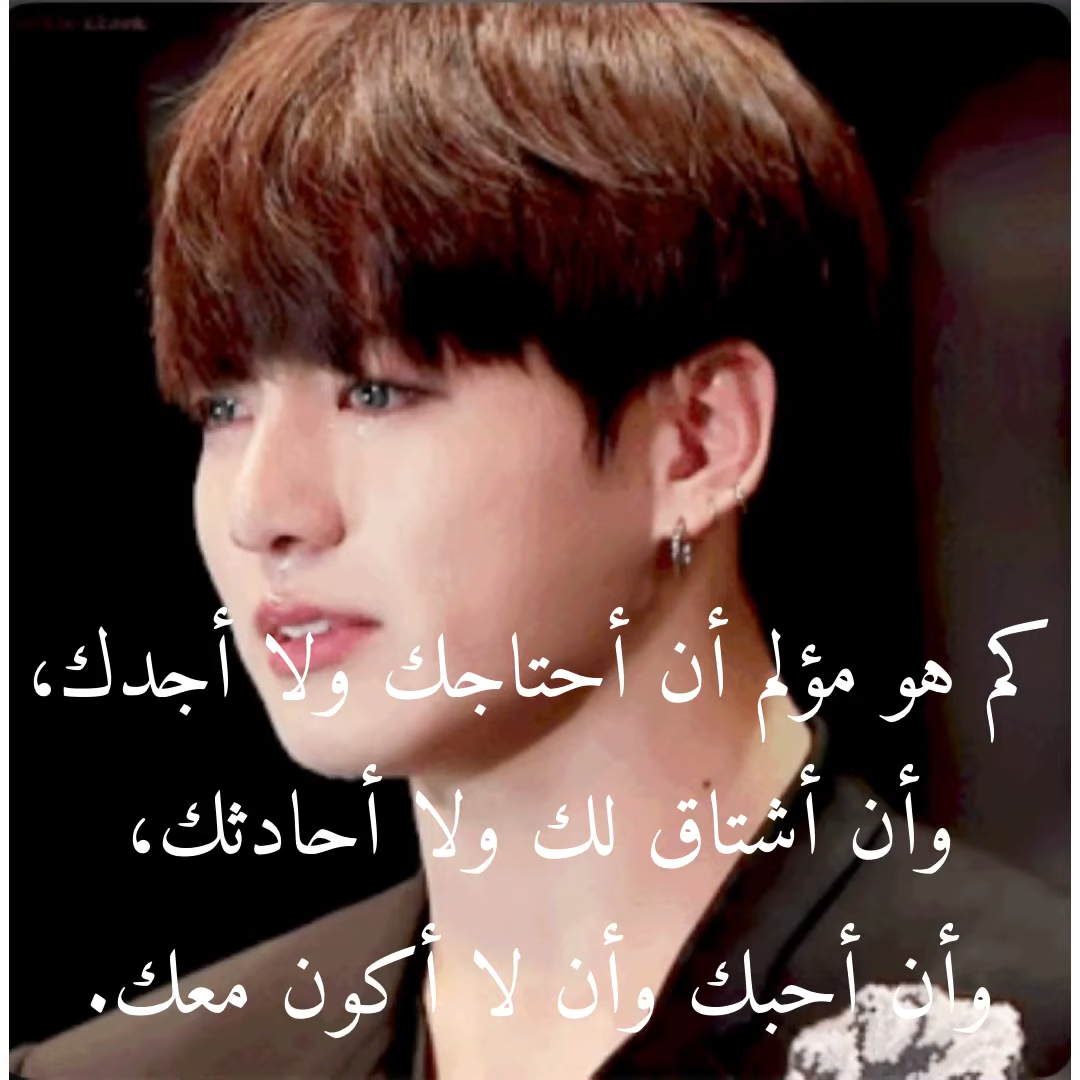 كم هو مؤلم أن أحتاجك ولا أجدك،
وأن أشتاق لك ولا أحادثك،
وأن أحبك وأن لا أكون معك.